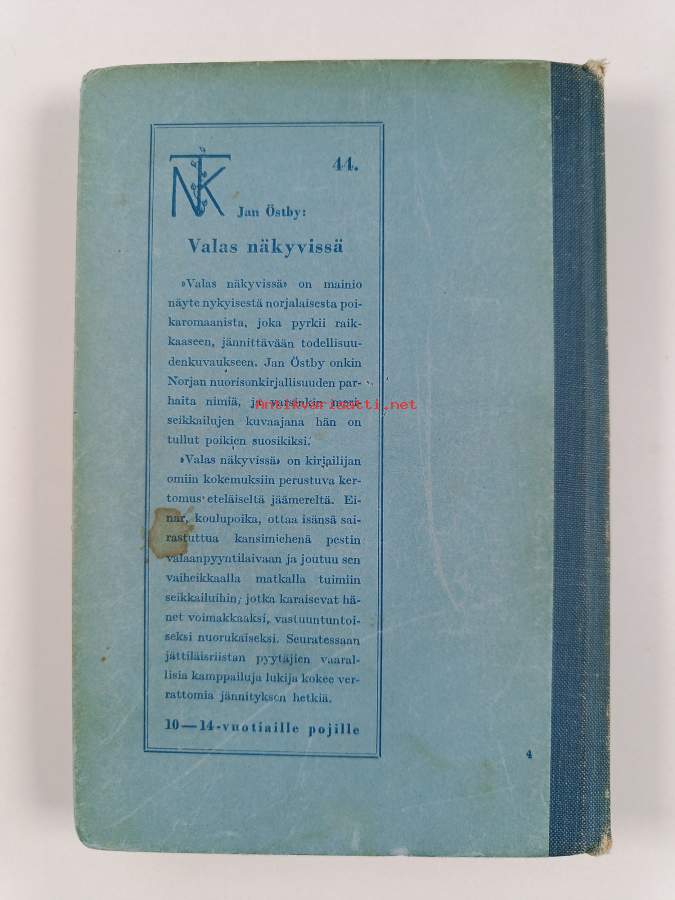 NTK
44.
Jan Östby:
Valas näkyvissä
»Valas näkyvissä» on mainio
näyte nykyisestä norjalaisesta poi-
karomaanista, joka pyrkii raik-
kaaseen, jännittävään todellisuu-
denkuvaukseen. Jan Östby onkin
Norjan nuorisonkirjallisuuden par-
haita nimiä, ja varsinkin meri-
seikkailujen kuvaajana hän on
tullut poikien suosikiksi.
Antikvariaatti.net
»Valas näkyvissä» on kirjailijan
omiin kokemuksiin perustuva ker-
tomus eteläiseltä jäämereltä. Ei-
nar, koulupoika, ottaa isänsä sai-
rastuttua kansimichenä pestin
valaanpyyntilaivaan ja joutuu sen
vaiheikkaalla matkalla tuimiin
seikkailuihin, jotka karaisevat hä-
net voimakkaaksi, vastuuntuntoi-
seksi nuorukaiseksi. Seuratessaan
jättiläisriistan pyytäjien vaaral-
lisia kamppailuja lukija kokee ver-
rattomia jännityksen hetkiä.
10—14-vuotiaille pojille
4